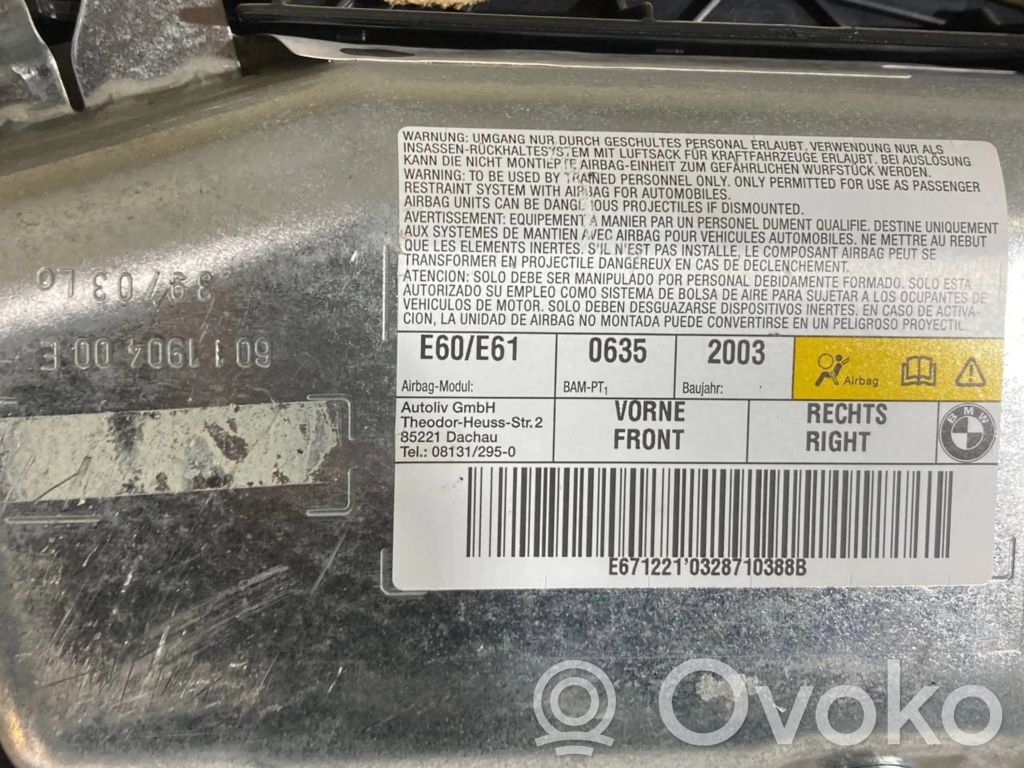 WARNUNG: UMGANG NUR DURCH GESCHULTES PERSONAL ERLAUBT. VERWENDUNG NUR ALS
INSASSEN-RÜCKHALTESYSTEM MIT LUFTSACK FÜR KRAFTFAHRZEUGE ERLAUBT. BEI AUSLÖSUNG
KANN DIE NICHT MONTIERTE AIRBAG-EINHEIT ZUM GEFÄHRLICHEN WURFSTÜCK WERDEN.
WARNING: TO BE USED BY TRAINED PERSONNEL ONLY. ONLY PERMITTED FOR USE AS PASSENGER
RESTRAINT SYSTEM WITH AIRBAG FOR AUTOMOBILES.
AIRBAG UNITS CAN BE DANGEROUS PROJECTILES IF DISMOUNTED.
AVERTISSEMENT: EQUIPEMENT A MANIER PAR UN PERSONEL DUMENT QUALIFIE. DESTINE UNIQUEMENT
AUX SYSTEMES DE MANTIEN AVEC AIRBAG POUR VEHICULES AUTOMOBILES. NE METTRE AU REBUT
QUE LES ELEMENTS INERTES. S'IL N'EST PAS INSTALLE, LE COMPOSANT AIRBAG PEUT SE
TRANSFORMER EN PROJECTILE DANGÉREUX EN CAS DE DECLENCHEMENT.
ATENCION: SOLO DEBE SER MANIPULADO POR PERSONAL DEBIDAMENTE FORMADO. SOLO ESTA
AUTORIZADO SU EMPLEO COMO SISTEMA DE BOLSA DE AIRE PARA SUJETAR A LOS OCUPANTES DE
VEHICULOS DE MOTOR. SOLO DEBEN DESGUAZARSE DISPOSITIVOS INERTES. EN CASO DE ACTIVA-
CION, LA UNIDAD DE AIRBAG NO MONTADA PUEDE CONVERTIRSE EN UN PELIGROSO PROYECTIL.
39/03 L6
601 1904 00 E
E60/E61 0635 2003
Airbag-Modul: BAM-PT1 Baujahr: Airbag
Autoliv GmbH
Theodor-Heuss-Str.2
85221 Dachau
Tel.: 08131/295-0
VORNE
FRONT
RECHTS
RIGHT
BMW
E671221'0328710388B
Ovoko